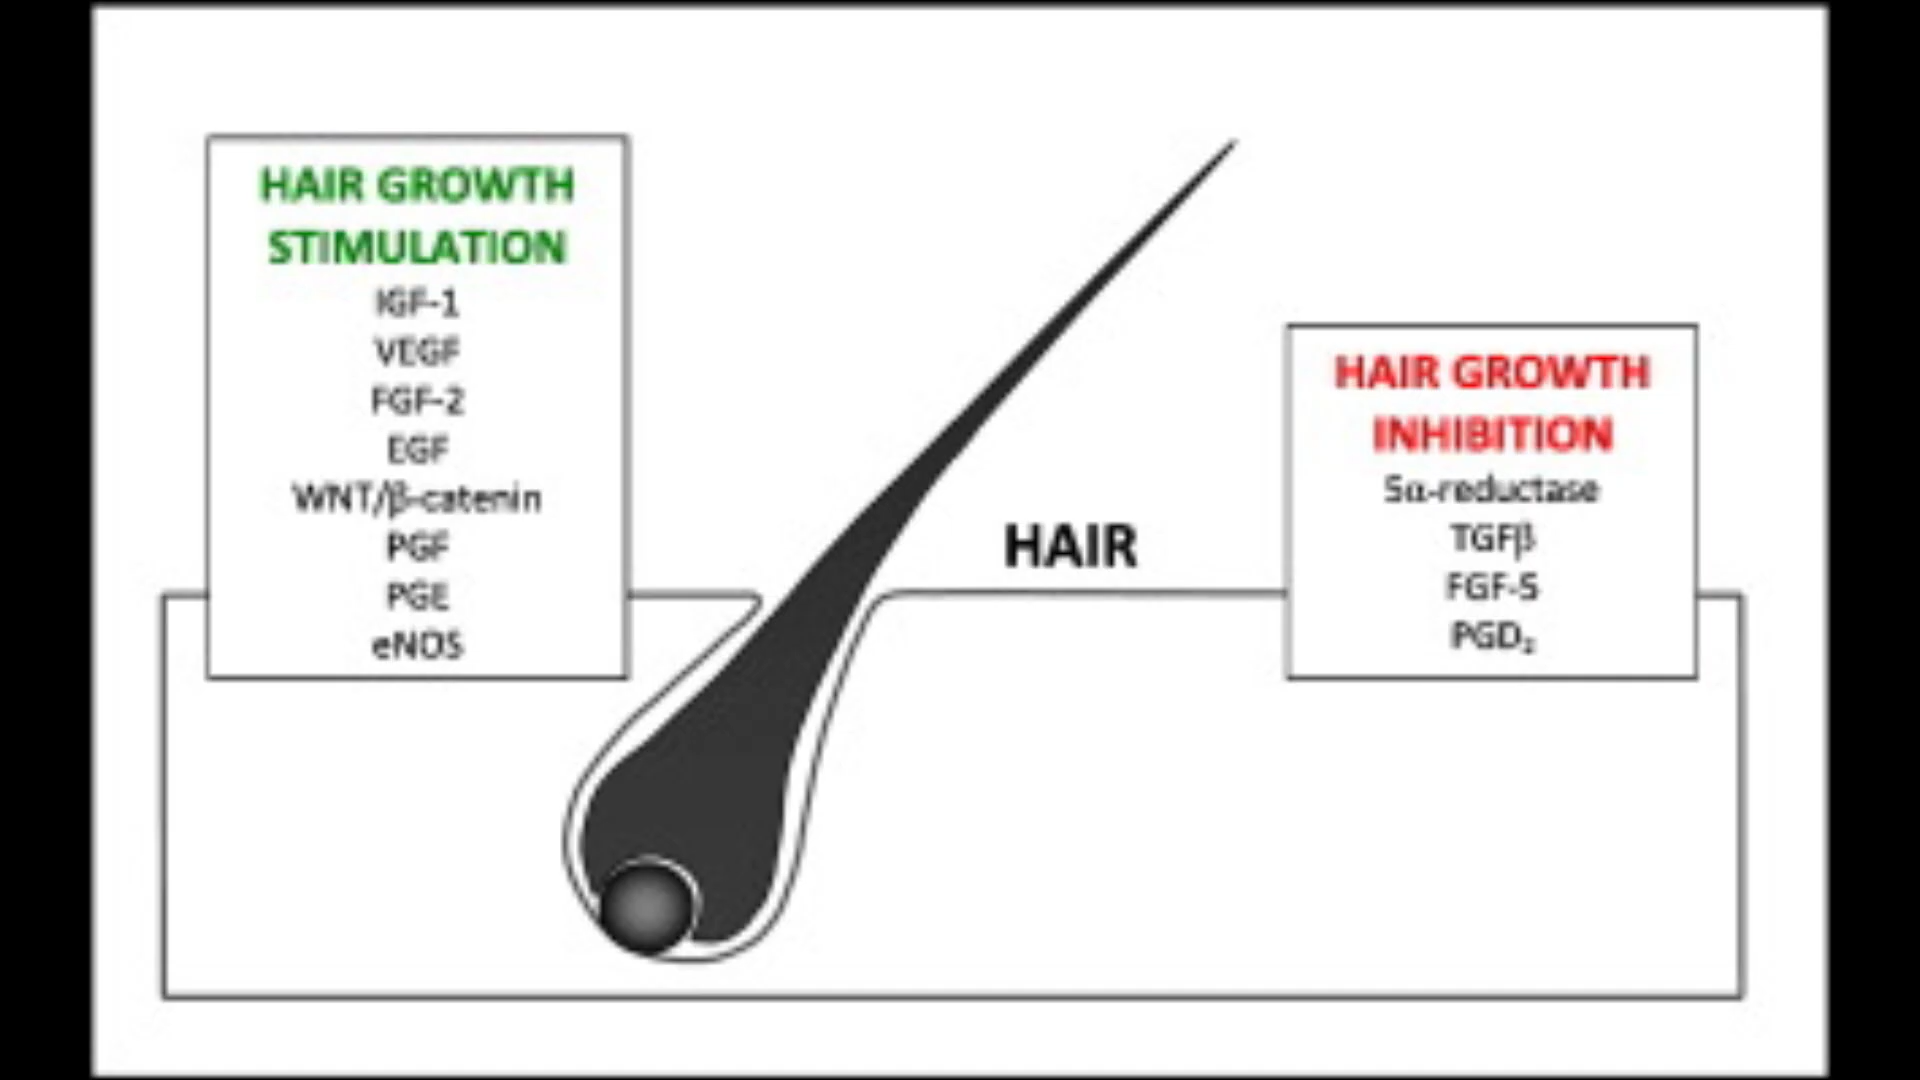 HAIR GROWTH
STIMULATION
IGF-1
VEGF
FGF-2
EGF
WNT/β-catenin
PGF
PGE
eNOS
HAIR
HAIR GROWTH
INHIBITION
5α-reductase
TGFβ
FGF-5
PGD₂